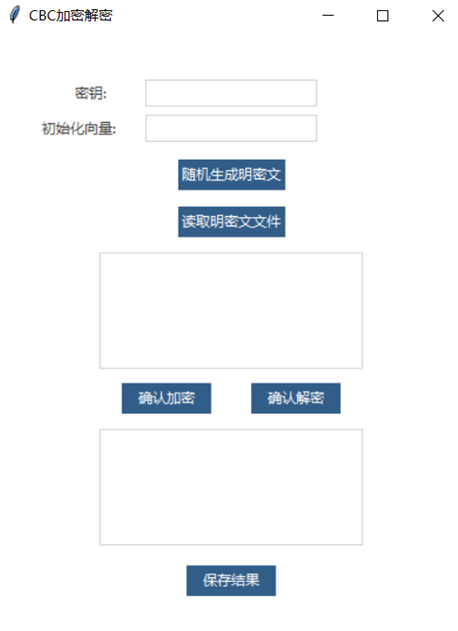 CBC加密解密
密钥:
初始化向量:
随机生成明密文
读取明密文文件
确认加密 确认解密
保存结果